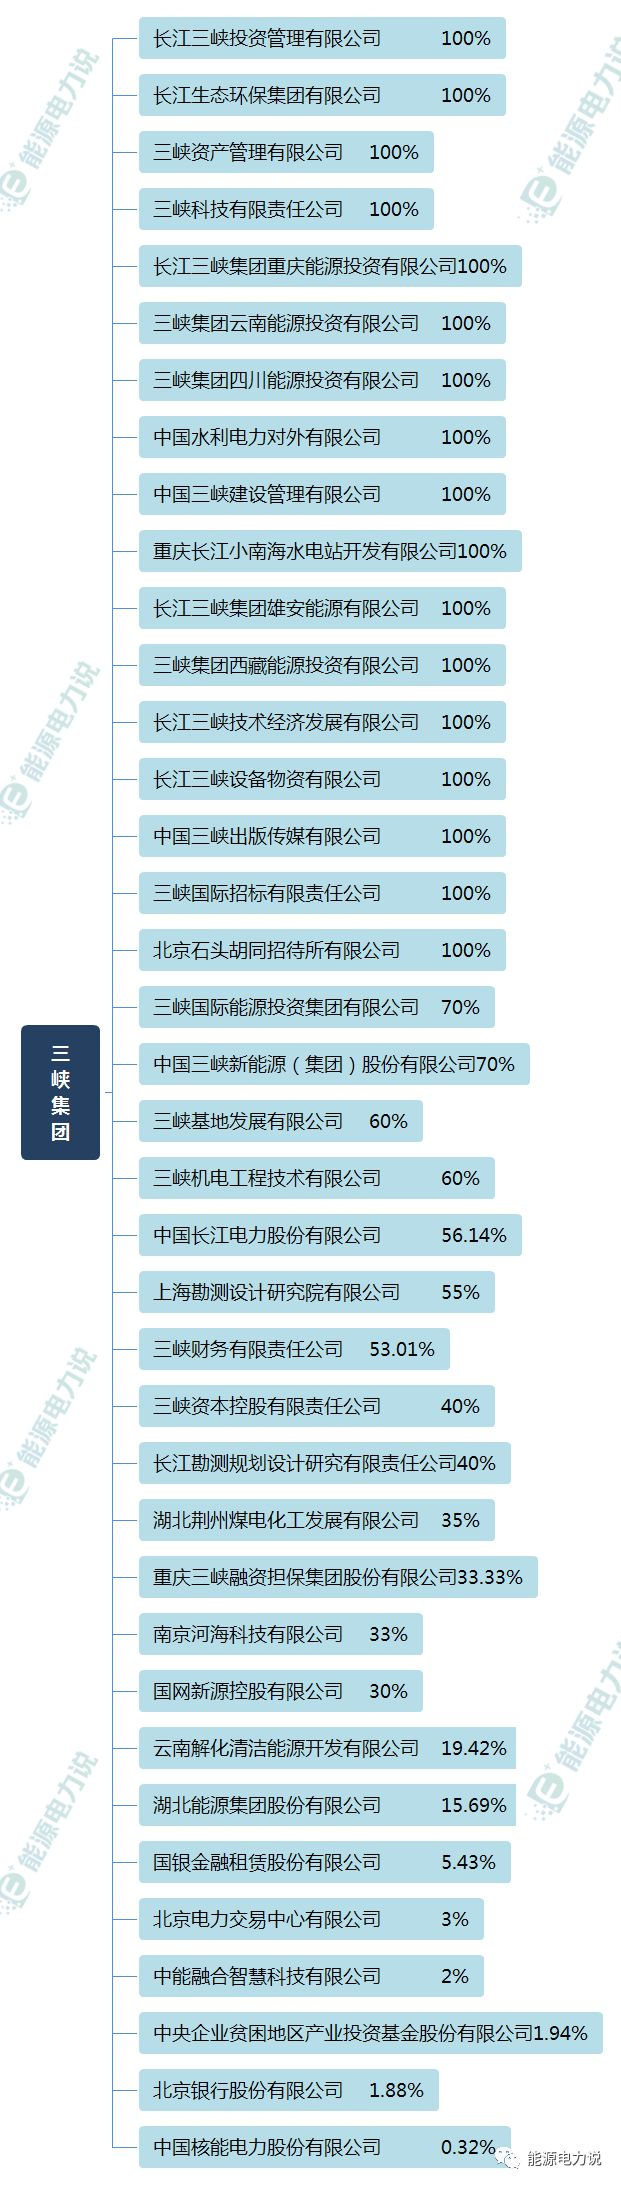 长江三峡投资管理有限公司 100%
长江生态环保集团有限公司 100%
三峡资产管理有限公司 100%
三峡科技有限责任公司 100%
长江三峡集团重庆能源投资有限公司100%
三峡集团云南能源投资有限公司 100%
三峡集团四川能源投资有限公司 100%
中国水利电力对外有限公司 100%
中国三峡建设管理有限公司 100%
重庆长江小南海水电站开发有限公司100%
长江三峡集团雄安能源有限公司 100%
三峡集团西藏能源投资有限公司 100%
长江三峡技术经济发展有限公司 100%
长江三峡设备物资有限公司 100%
中国三峡出版传媒有限公司 100%
三峡国际招标有限责任公司 100%
北京石头胡同招待所有限公司 100%
三峡国际能源投资集团有限公司 70%
中国三峡新能源（集团）股份有限公司70%
三峡集团
三峡基地发展有限公司 60%
三峡机电工程技术有限公司 60%
中国长江电力股份有限公司 56.14%
上海勘测设计研究院有限公司 55%
三峡财务有限责任公司 53.01%
三峡资本控股有限责任公司 40%
长江勘测规划设计研究有限责任公司40%
湖北荆州煤电化工发展有限公司 35%
重庆三峡融资担保集团股份有限公司33.33%
南京河海科技有限公司 33%
国网新源控股有限公司 30%
云南解化清洁能源开发有限公司 19.42%
湖北能源集团股份有限公司 15.69%
国银金融租赁股份有限公司 5.43%
北京电力交易中心有限公司 3%
中能融合智慧科技有限公司 2%
中央企业贫困地区产业投资基金股份有限公司1.94%
北京银行股份有限公司 1.88%
中国核能电力股份有限公司 0.32%
能源电力说
能源电力说
能源电力说
能源电力说
能源电力说
能源电力说
能源电力说